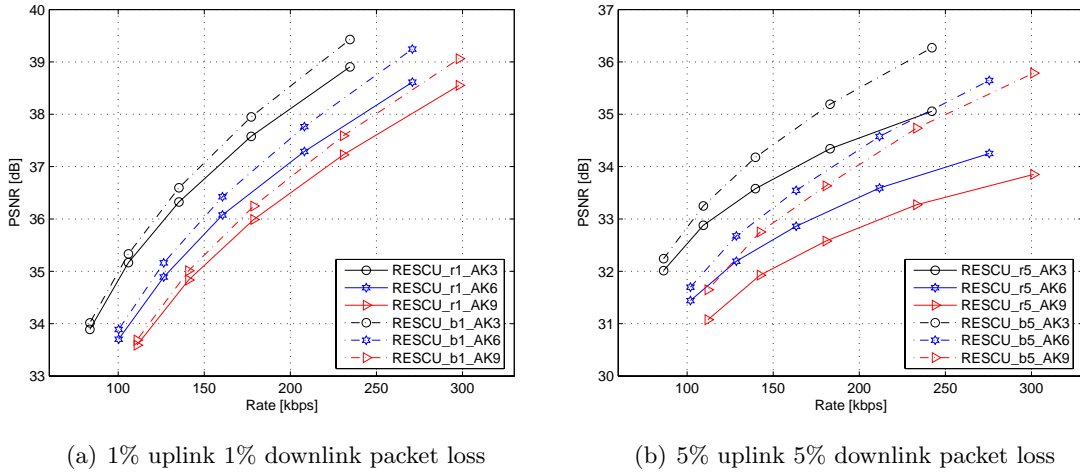 40
39
38
37
36
35
34
33
PSNR [dB]
100 150 200 250 300
Rate [kbps]
RESCU_r1_AK3
RESCU_r1_AK6
RESCU_r1_AK9
RESCU_b1_AK3
RESCU_b1_AK6
RESCU_b1_AK9
(a) 1% uplink 1% downlink packet loss
37
36
35
34
33
32
31
30
PSNR [dB]
100 150 200 250 300
Rate [kbps]
RESCU_r5_AK3
RESCU_r5_AK6
RESCU_r5_AK9
RESCU_b5_AK3
RESCU_b5_AK6
RESCU_b5_AK9
(b) 5% uplink 5% downlink packet loss